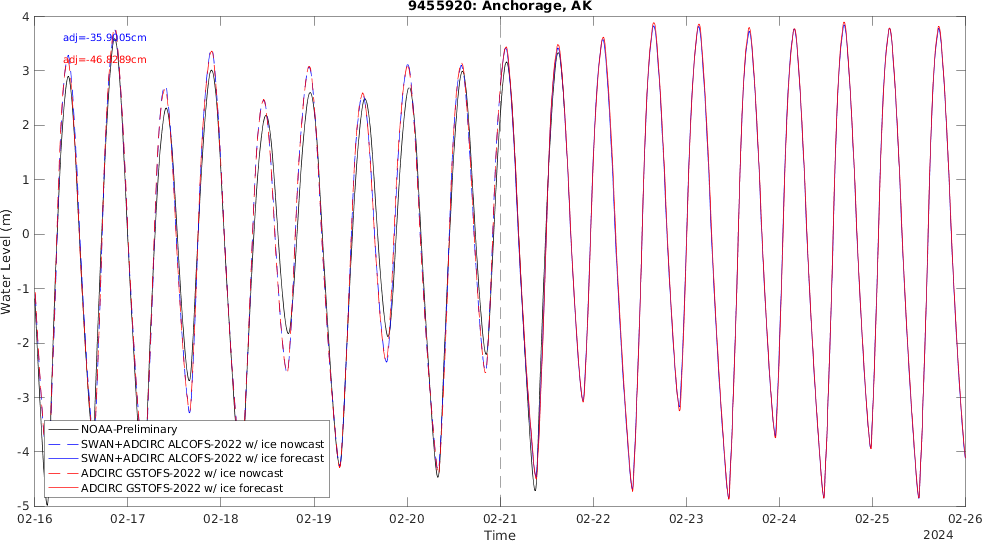 9455920: Anchorage, AK
adj=-35.9005cm
adj=-46.8289cm
Water Level (m)
4
3
2
1
0
-1
-2
-3
-4
-5
NOAA-Preliminary
SWAN+ADCIRC ALCOFS-2022 w/ ice nowcast
SWAN+ADCIRC ALCOFS-2022 w/ ice forecast
ADCIRC GSTOFS-2022 w/ ice nowcast
ADCIRC GSTOFS-2022 w/ ice forecast
02-16 02-17 02-18 02-19 02-20 02-21 02-22 02-23 02-24 02-25 02-26
Time
2024